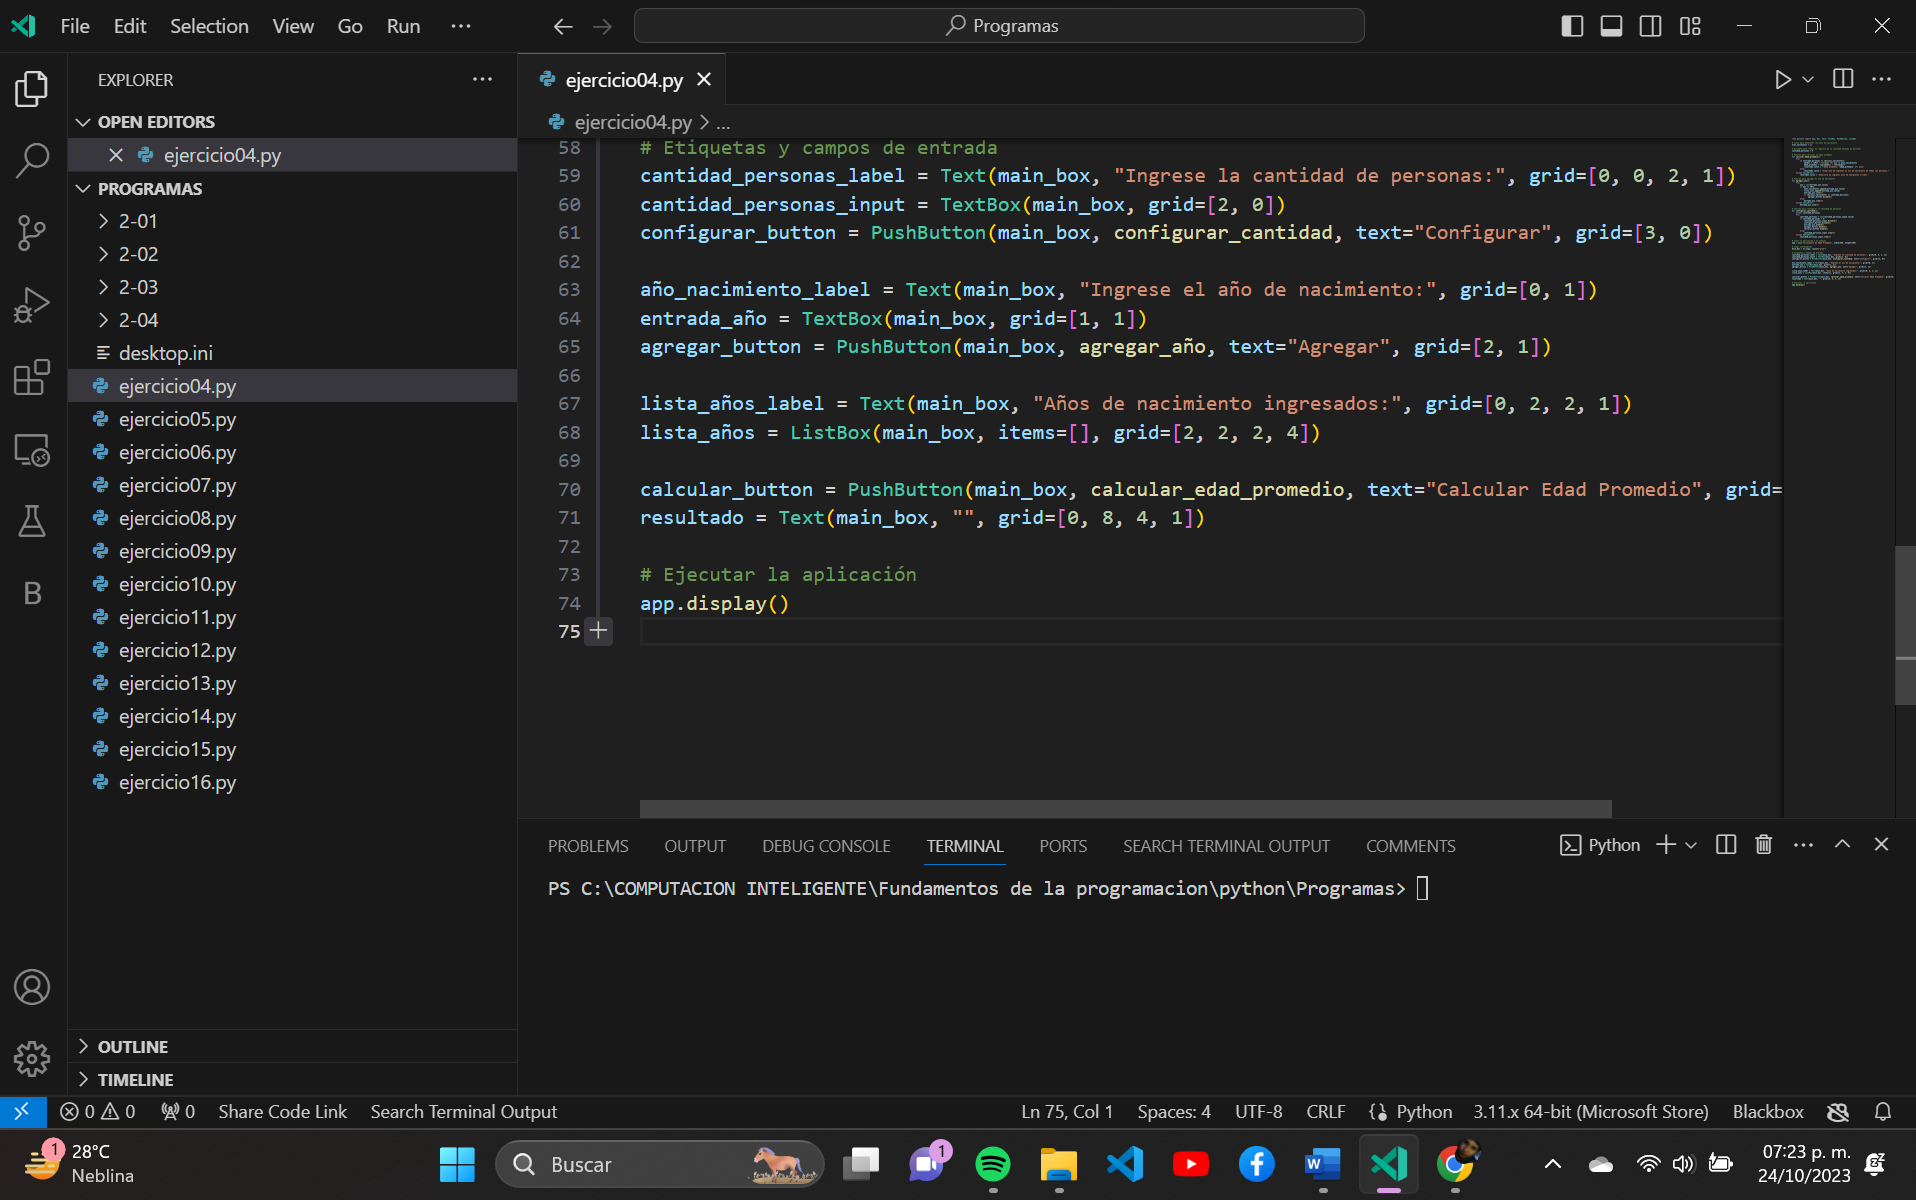 File Edit Selection View Go Run ···
Programas
EXPLORER
OPEN EDITORS
ejercicio04.py
PROGRAMAS
2-01
2-02
2-03
2-04
desktop.ini
ejercicio04.py
ejercicio05.py
ejercicio06.py
ejercicio07.py
ejercicio08.py
ejercicio09.py
ejercicio10.py
ejercicio11.py
ejercicio12.py
ejercicio13.py
ejercicio14.py
ejercicio15.py
ejercicio16.py
OUTLINE
TIMELINE
B
ejercicio04.py
ejercicio04.py > ...
58 # Etiquetas y campos de entrada
59 cantidad_personas_label = Text(main_box, "Ingrese la cantidad de personas:", grid=[0, 0, 2, 1])
60 cantidad_personas_input = TextBox(main_box, grid=[2, 0])
61 configurar_button = PushButton(main_box, configurar_cantidad, text="Configurar", grid=[3, 0])
62
63 año_nacimiento_label = Text(main_box, "Ingrese el año de nacimiento:", grid=[0, 1])
64 entrada_año = TextBox(main_box, grid=[1, 1])
65 agregar_button = PushButton(main_box, agregar_año, text="Agregar", grid=[2, 1])
66
67 lista_años_label = Text(main_box, "Años de nacimiento ingresados:", grid=[0, 2, 2, 1])
68 lista_años = ListBox(main_box, items=[], grid=[2, 2, 2, 4])
69
70 calcular_button = PushButton(main_box, calcular_edad_promedio, text="Calcular Edad Promedio", grid=
71 resultado = Text(main_box, "", grid=[0, 8, 4, 1])
72
73 # Ejecutar la aplicación
74 app.display()
75
PROBLEMS OUTPUT DEBUG CONSOLE TERMINAL PORTS SEARCH TERMINAL OUTPUT COMMENTS
Python
PS C:\COMPUTACION INTELIGENTE\Fundamentos de la programacion\python\Programas>
0 0 0 Share Code Link Search Terminal Output
Ln 75, Col 1 Spaces: 4 UTF-8 CRLF Python 3.11.x 64-bit (Microsoft Store) Blackbox
1 28°C
Neblina
Buscar
1
07:23 p. m.
24/10/2023